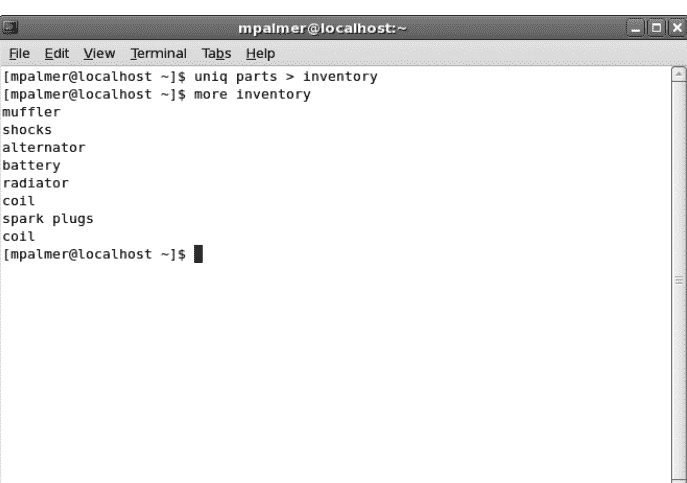 mpalmer@localhost:~
File Edit View Terminal Tabs Help
[mpalmer@localhost ~]$ uniq parts > inventory
[mpalmer@localhost ~]$ more inventory
muffler
shocks
alternator
battery
radiator
coil
spark plugs
coil
[mpalmer@localhost ~]$